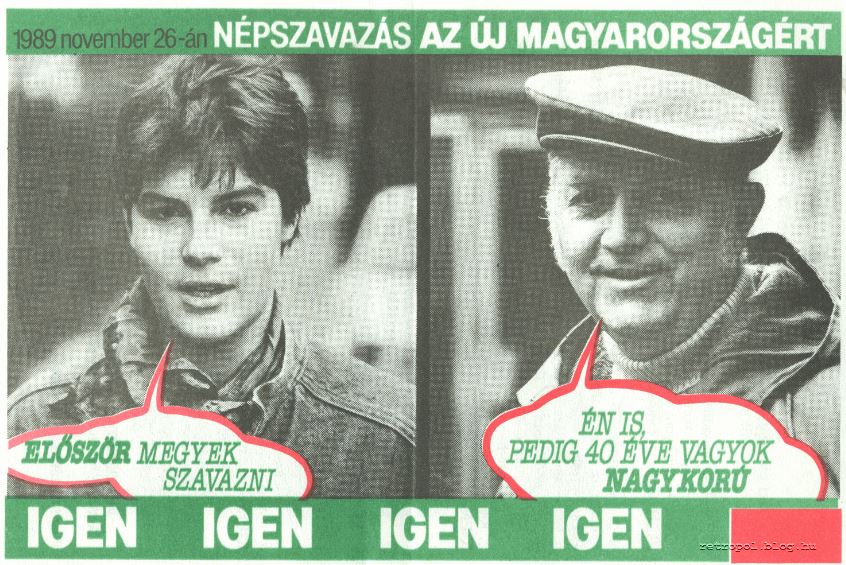 1989 november 26-án NÉPSZAVAZÁS AZ ÚJ MAGYARORSZÁGÉRT
ELŐSZÖR MEGYEK
SZAVAZNI
ÉN IS,
PEDIG 40 ÉVE VAGYOK
NAGYKORÚ
IGEN IGEN IGEN IGEN
retropol.blog.hu